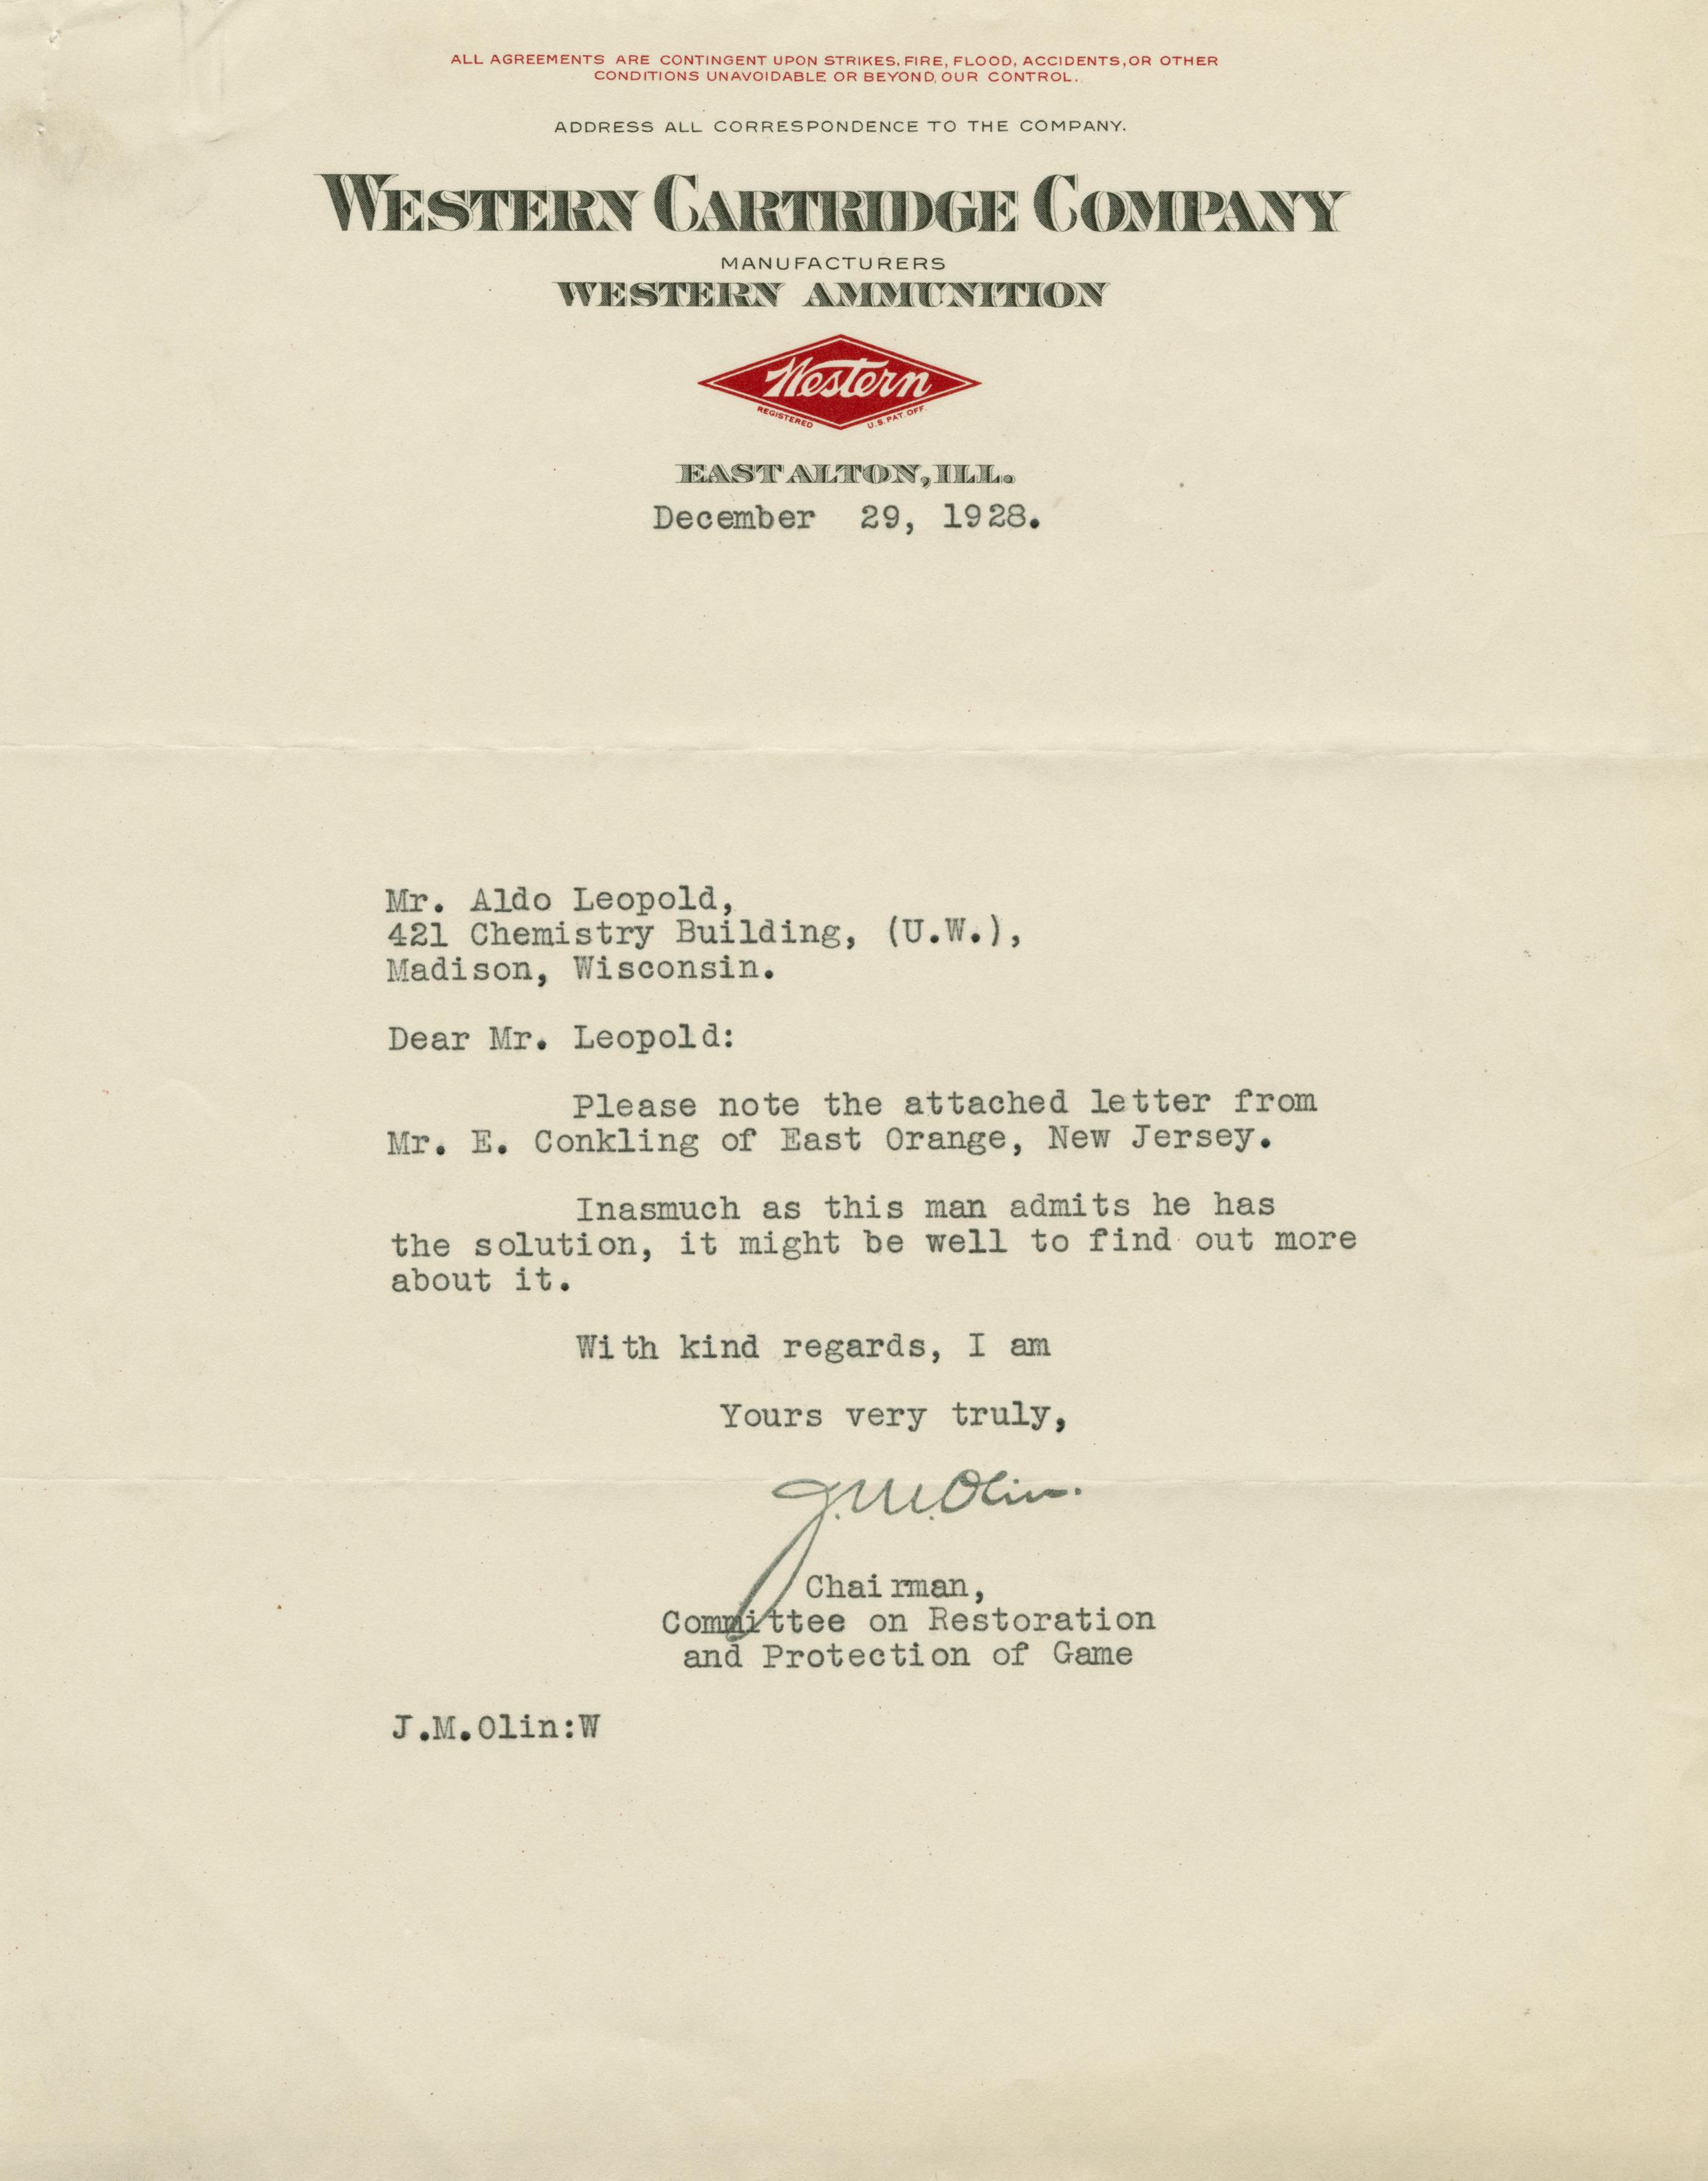 ALL AGREEMENTS ARE CONTINGENT UPON STRIKES, FIRE, FLOOD, ACCIDENTS, OR OTHER
CONDITIONS UNAVOIDABLE OR BEYOND OUR CONTROL.
ADDRESS ALL CORRESPONDENCE TO THE COMPANY.
WESTERN CARTRIDGE COMPANY
MANUFACTURERS
WESTERN AMMUNITION
Western
REGISTERED U.S. PAT. OFF.
EAST ALTON, ILL.
December 29, 1928.
Mr. Aldo Leopold,
421 Chemistry Building, (U.W.),
Madison, Wisconsin.
Dear Mr. Leopold:
Please note the attached letter from
Mr. E. Conkling of East Orange, New Jersey.
Inasmuch as this man admits he has
the solution, it might be well to find out more
about it.
With kind regards, I am
Yours very truly,
J.M. Olin.
Chairman,
Committee on Restoration
and Protection of Game
J.M.Olin:W